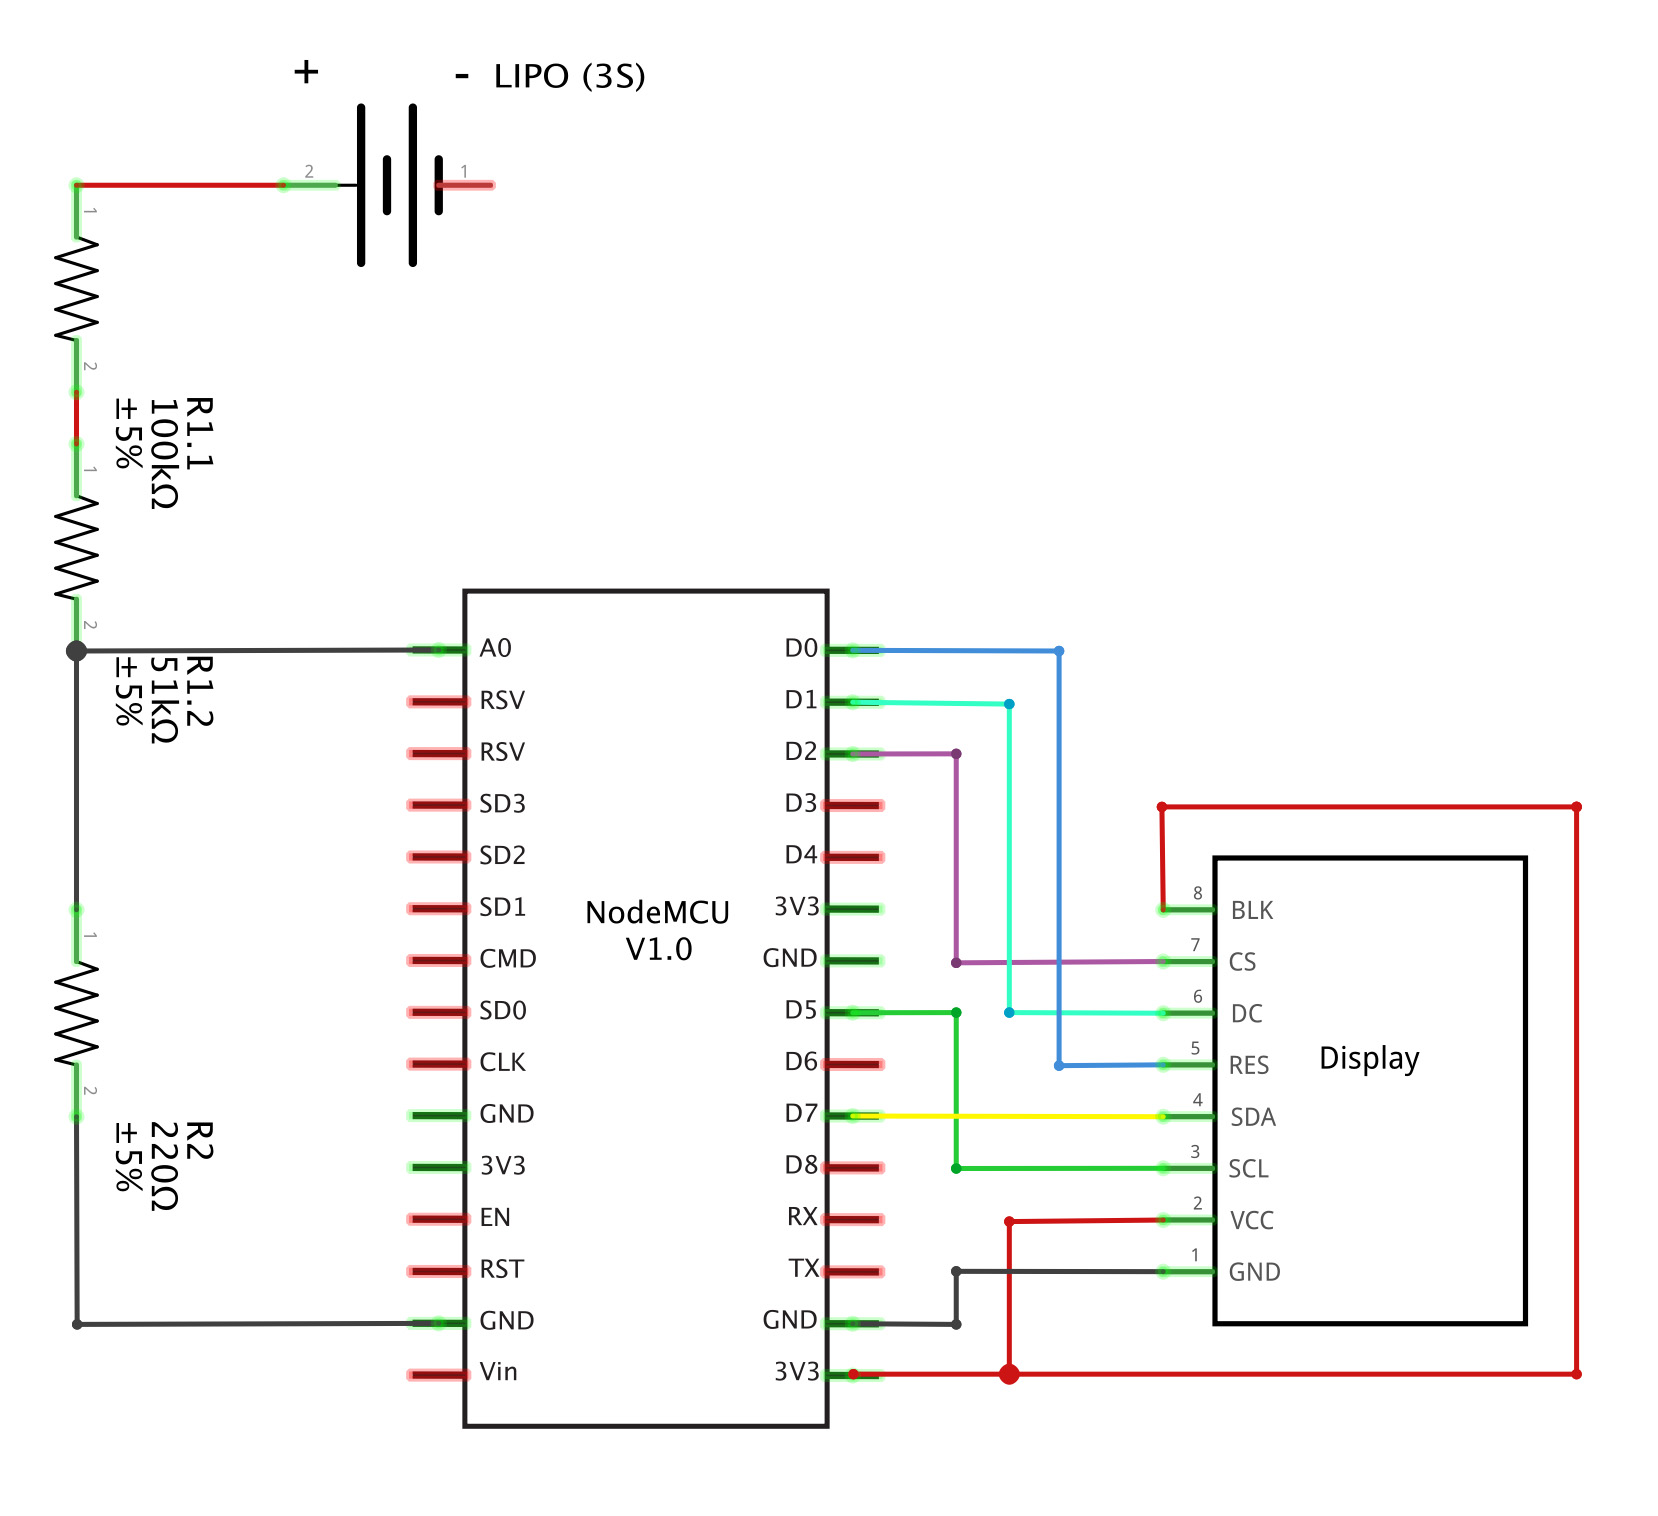 +
- LIPO (3S)
2
1
1
2
R1.1
100kΩ
±5%
1
2
R1.2
51kΩ
±5%
1
2
R2
220Ω
±5%
A0
RSV
RSV
SD3
SD2
SD1
CMD
SD0
CLK
GND
3V3
EN
RST
GND
Vin
NodeMCU
V1.0
D0
D1
D2
D3
D4
3V3
GND
D5
D6
D7
D8
RX
TX
GND
3V3
8
BLK
7
CS
6
DC
5
RES
4
SDA
3
SCL
2
VCC
1
GND
Display